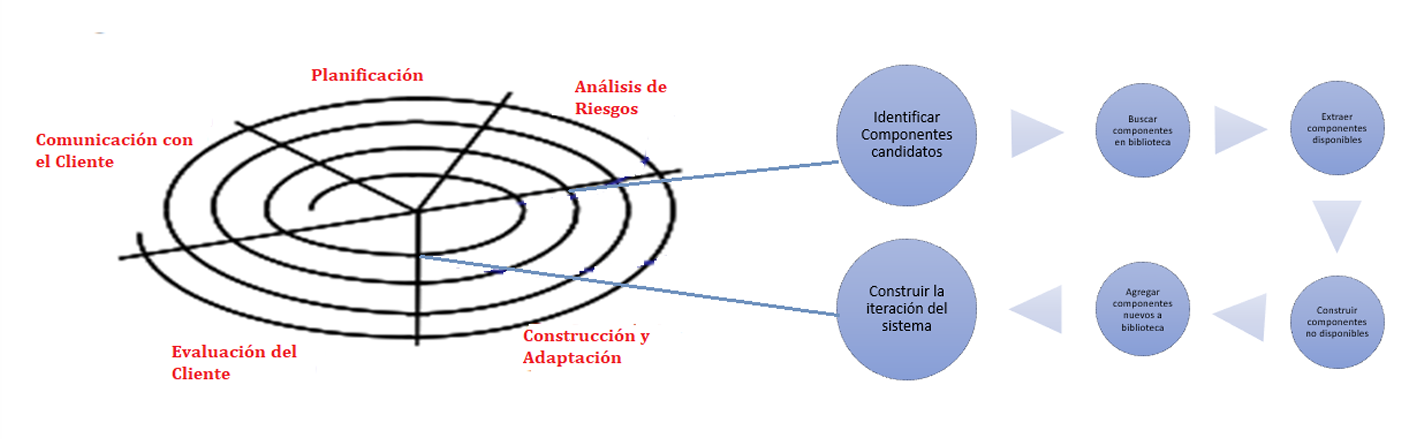 Planificación
Análisis de
Riesgos
Comunicación con
el Cliente
Evaluación del
Cliente
Construcción y
Adaptación
Identificar
Componentes
candidatos
Buscar
componentes
en biblioteca
Extraer
componentes
disponibles
Construir
componentes
no disponibles
Agregar
componentes
nuevos a
biblioteca
Construir la
iteración del
sistema